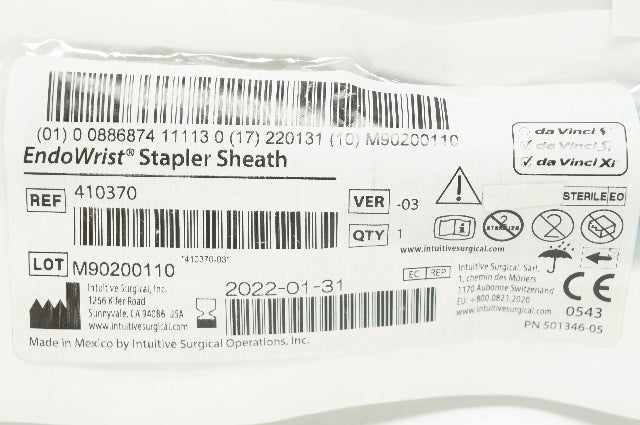 (01) 0 0886874 11113 0 (17) 220131 (10) M90200110
EndoWrist® Stapler Sheath
da Vinci S
da Vinci Si
da Vinci Xi
REF 410370
VER -03
STERILE EO
*410370-03*
QTY 1
2
STERILIZE
2
www.intuitivesurgical.com
LOT M90200110
Intuitive Surgical, Inc.
1266 Kifer Road
Sunnyvale, CA 94086 USA
www.intuitivesurgical.com
2022-01-31
EC REP
Intuitive Surgical, Sàrl.
1, chemin des Mûriers
1170 Aubonne Switzerland
EU: +800.0821.2020
www.intuitivesurgical.com
CE
0543
PN 501346-05
Made in Mexico by Intuitive Surgical Operations, Inc.